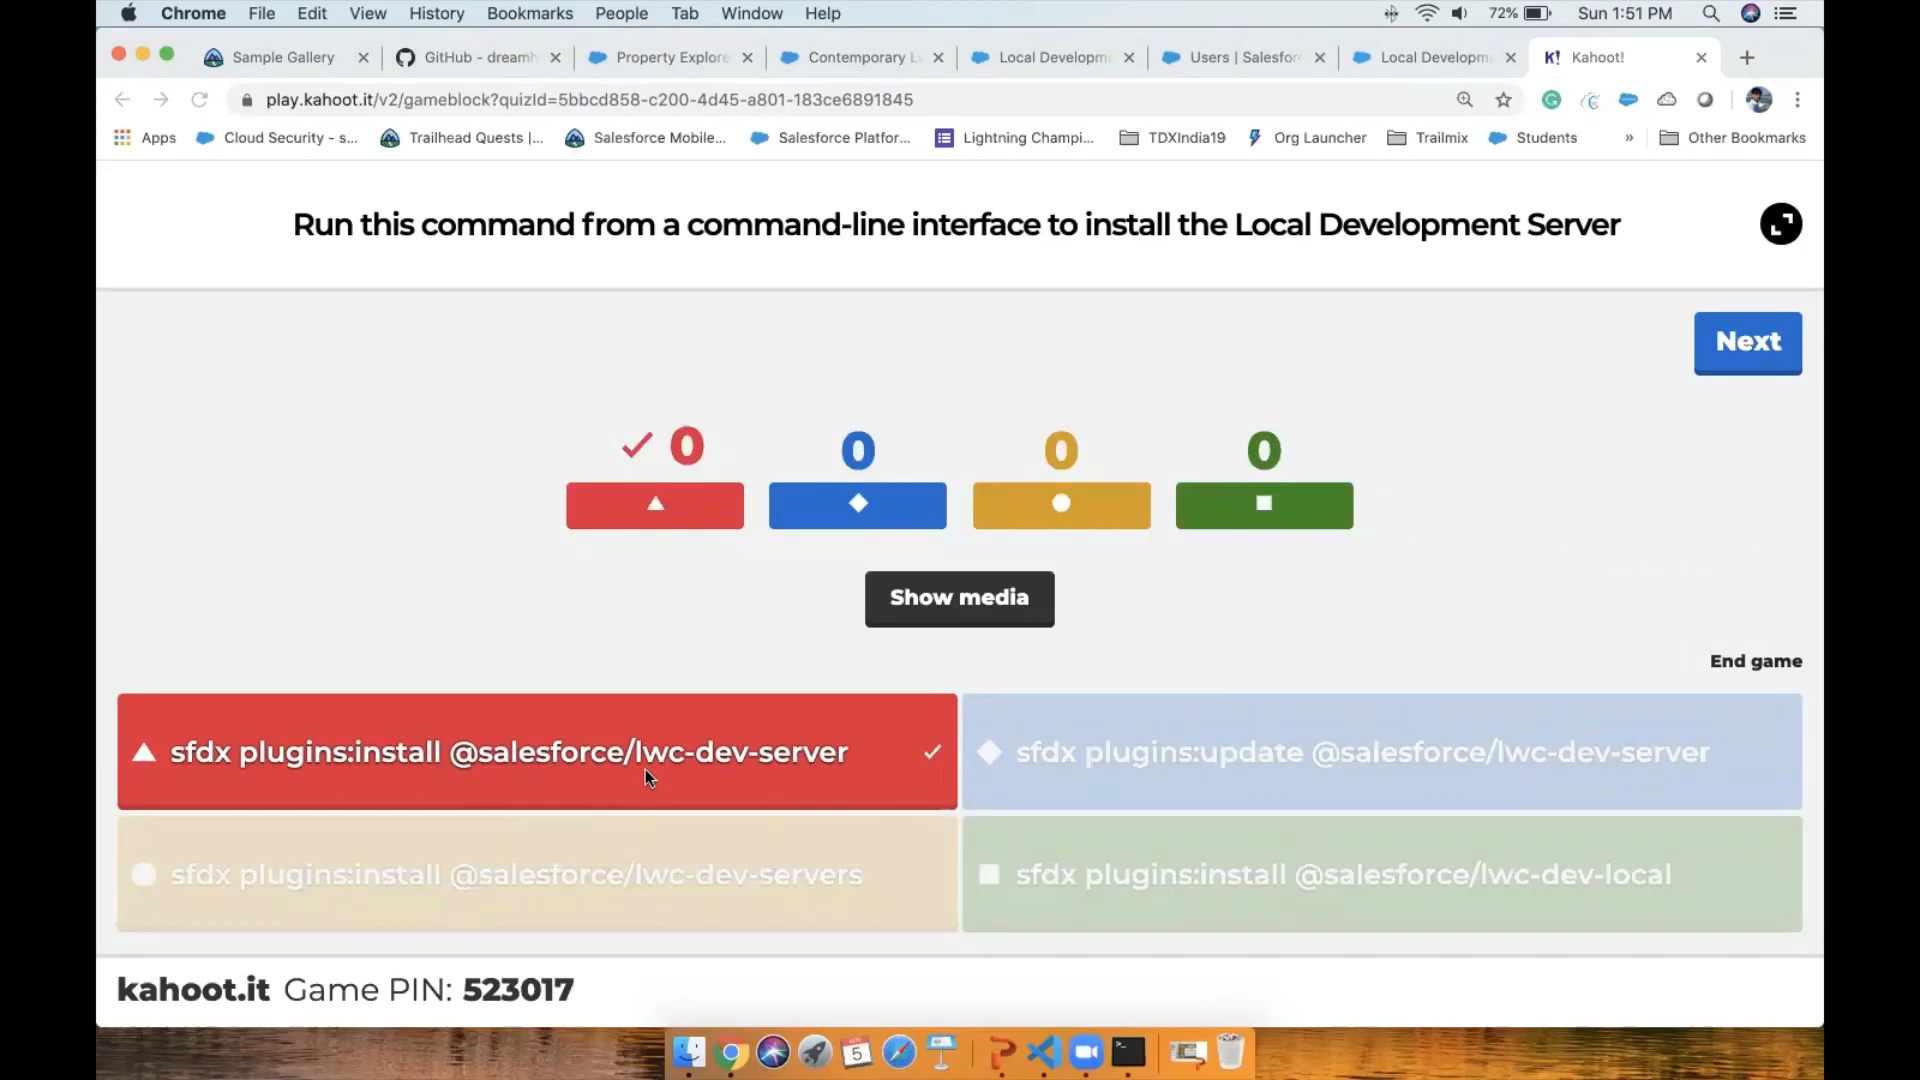 Chrome File Edit View History Bookmarks People Tab Window Help 72% Sun 1:51 PM
Sample Gallery GitHub - dreamh Property Explore Contemporary L Local Developm Users | Salesfor Local Developm K! Kahoot!
play.kahoot.it/v2/gameblock?quizId=5bbcd858-c200-4d45-a801-183ce6891845
Apps Cloud Security - s... Trailhead Quests |... Salesforce Mobile... Salesforce Platfor... Lightning Champi... TDXIndia19 Org Launcher Trailmix Students » Other Bookmarks
Run this command from a command-line interface to install the Local Development Server
Next
0 0 0 0
Show media
End game
sfdx plugins:install @salesforce/lwc-dev-server
sfdx plugins:update @salesforce/lwc-dev-server
sfdx plugins:install @salesforce/lwc-dev-servers
sfdx plugins:install @salesforce/lwc-dev-local
kahoot.it Game PIN: 523017
5